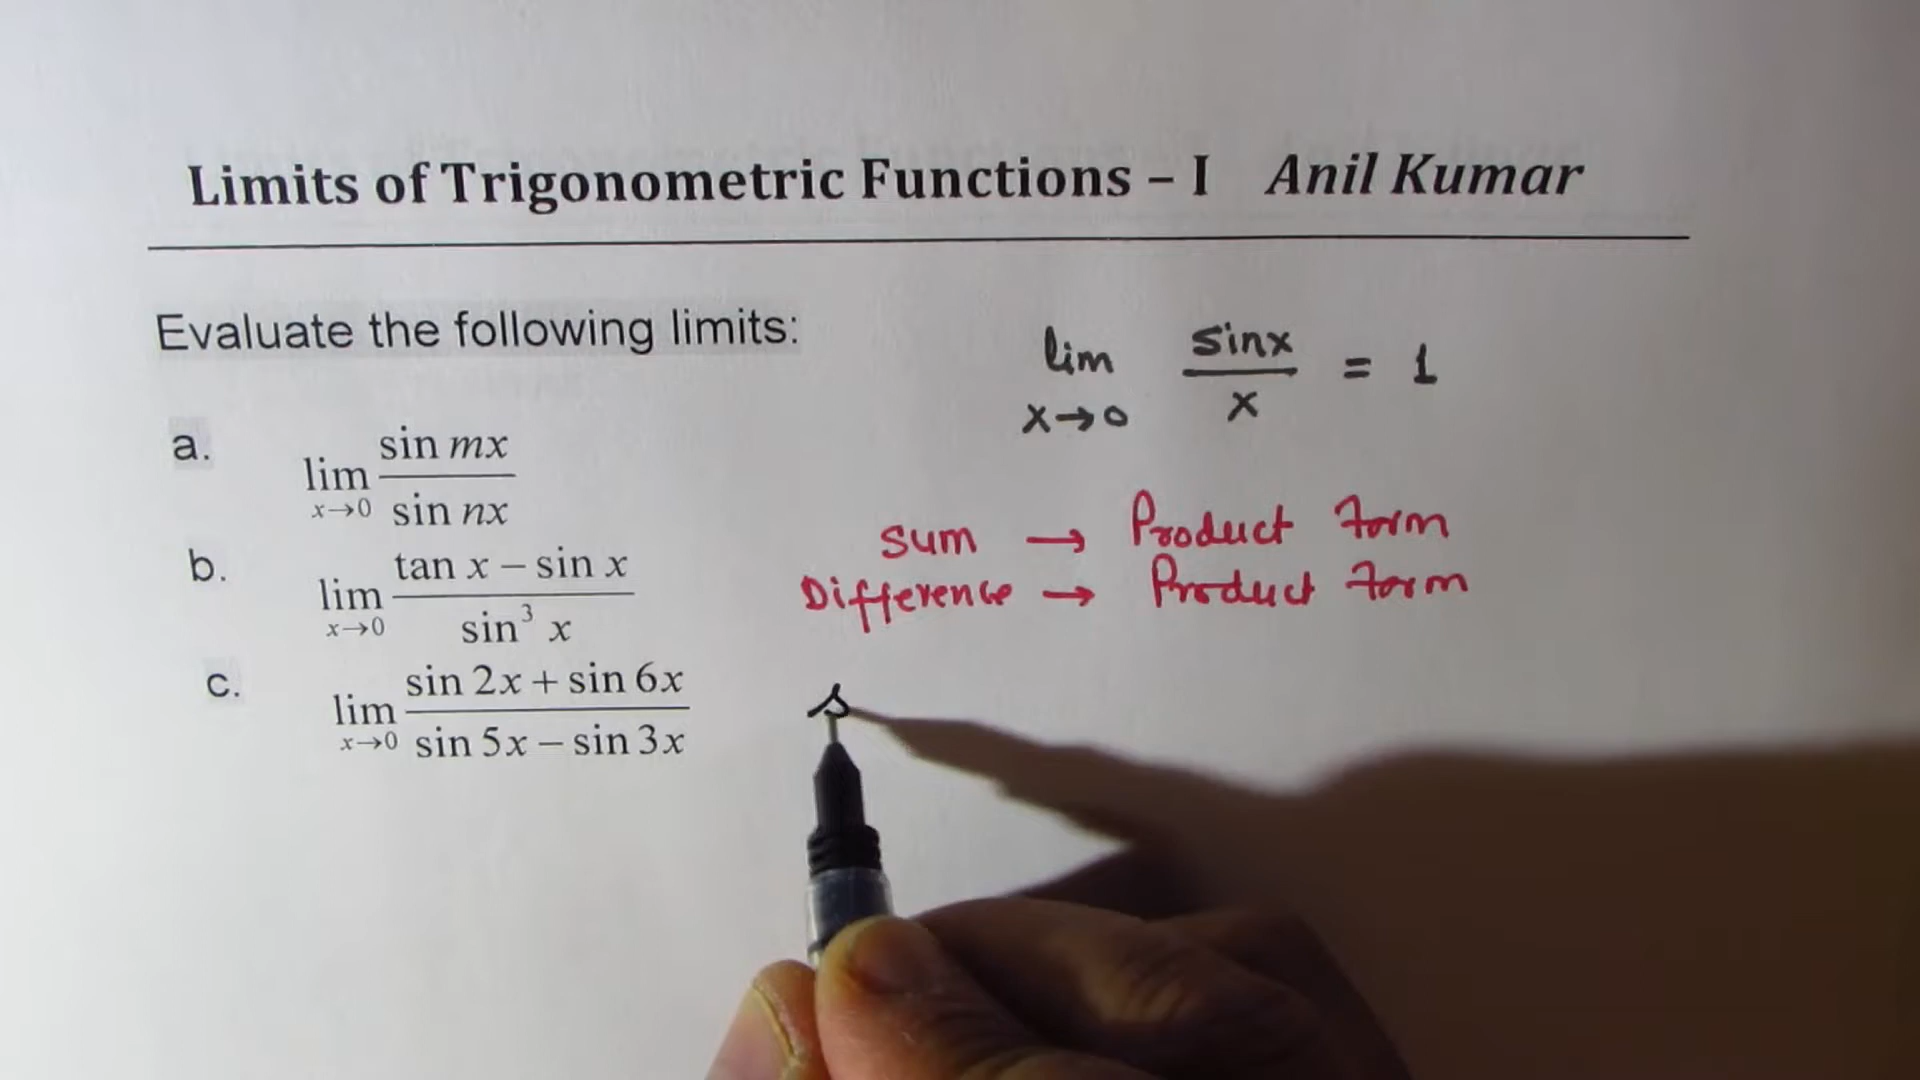 Limits of Trigonometric Functions – I Anil Kumar
Evaluate the following limits:
lim x→0 sin x / x = 1
a. lim x→0 sin mx / sin nx
Sum → Product Form
b. lim x→0 tan x – sin x / sin³ x
Difference → Product Form
c. lim x→0 sin 2x + sin 6x / sin 5x – sin 3x
s